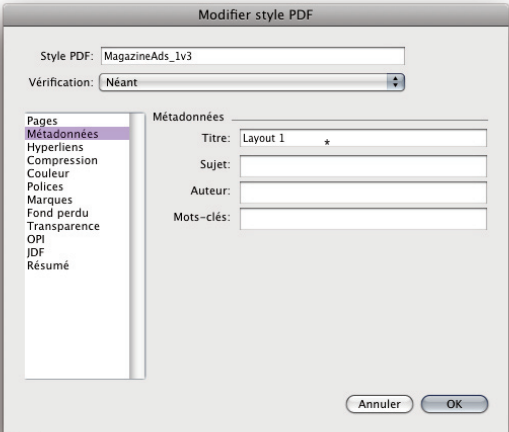 Modifier style PDF
Style PDF: MagazineAds_1v3
Vérification: Néant
Pages
Métadonnées
Hyperliens
Compression
Couleur
Polices
Marques
Fond perdu
Transparence
OPI
JDF
Résumé
Métadonnées
Titre: Layout 1 *
Sujet:
Auteur:
Mots-clés:
Annuler OK